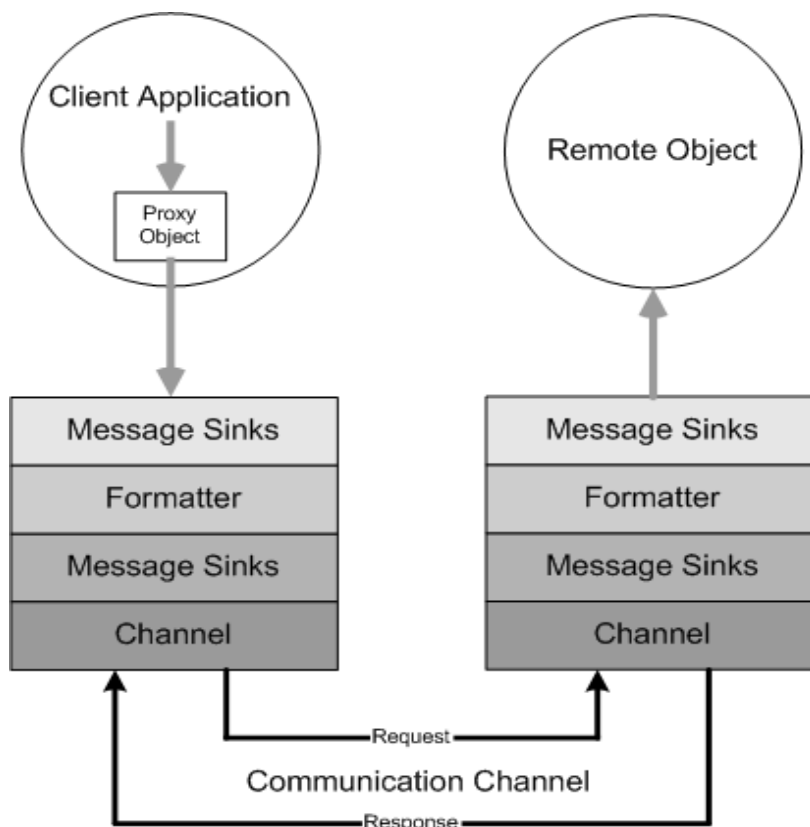 Client Application
Proxy
Object
Remote Object
Message Sinks
Formatter
Message Sinks
Channel
Message Sinks
Formatter
Message Sinks
Channel
Request
Communication Channel
Response